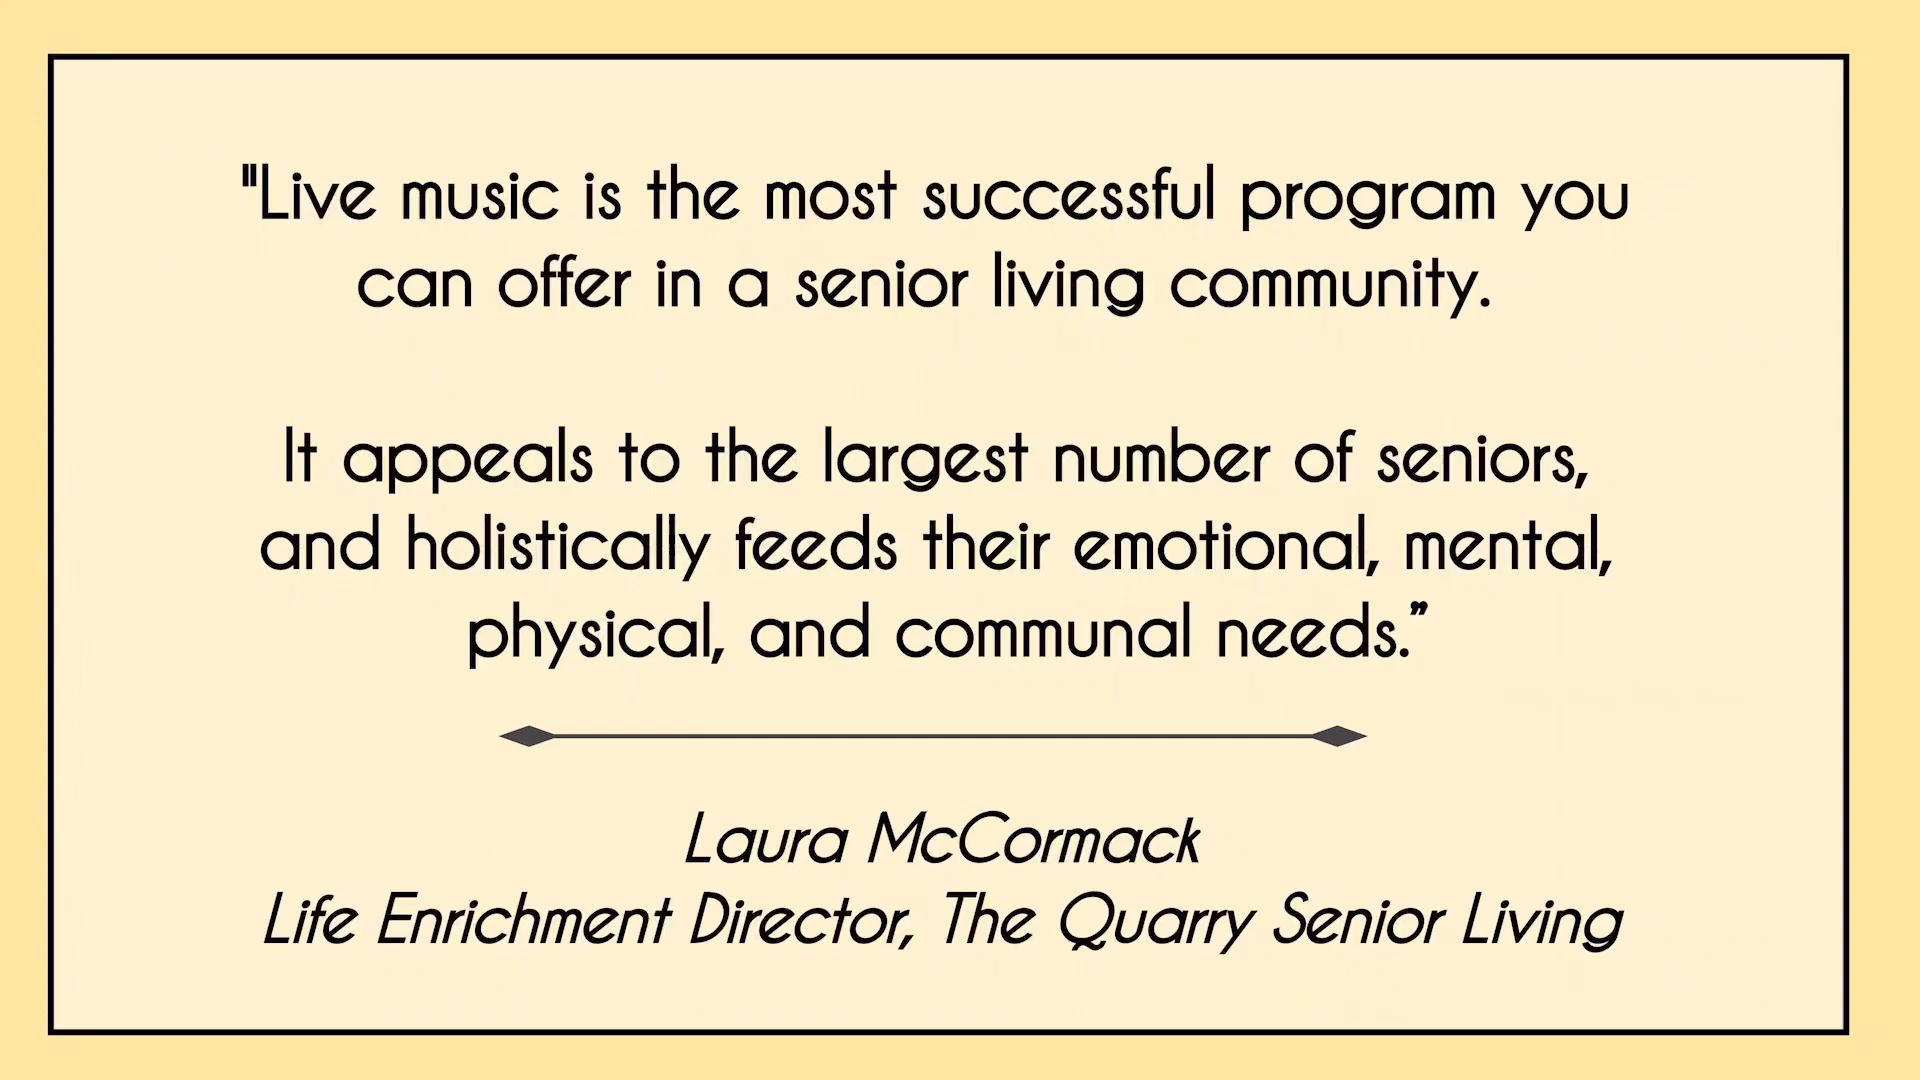 "Live music is the most successful program you
can offer in a senior living community.
It appeals to the largest number of seniors,
and holistically feeds their emotional, mental,
physical, and communal needs.”
Laura McCormack
Life Enrichment Director, The Quarry Senior Living